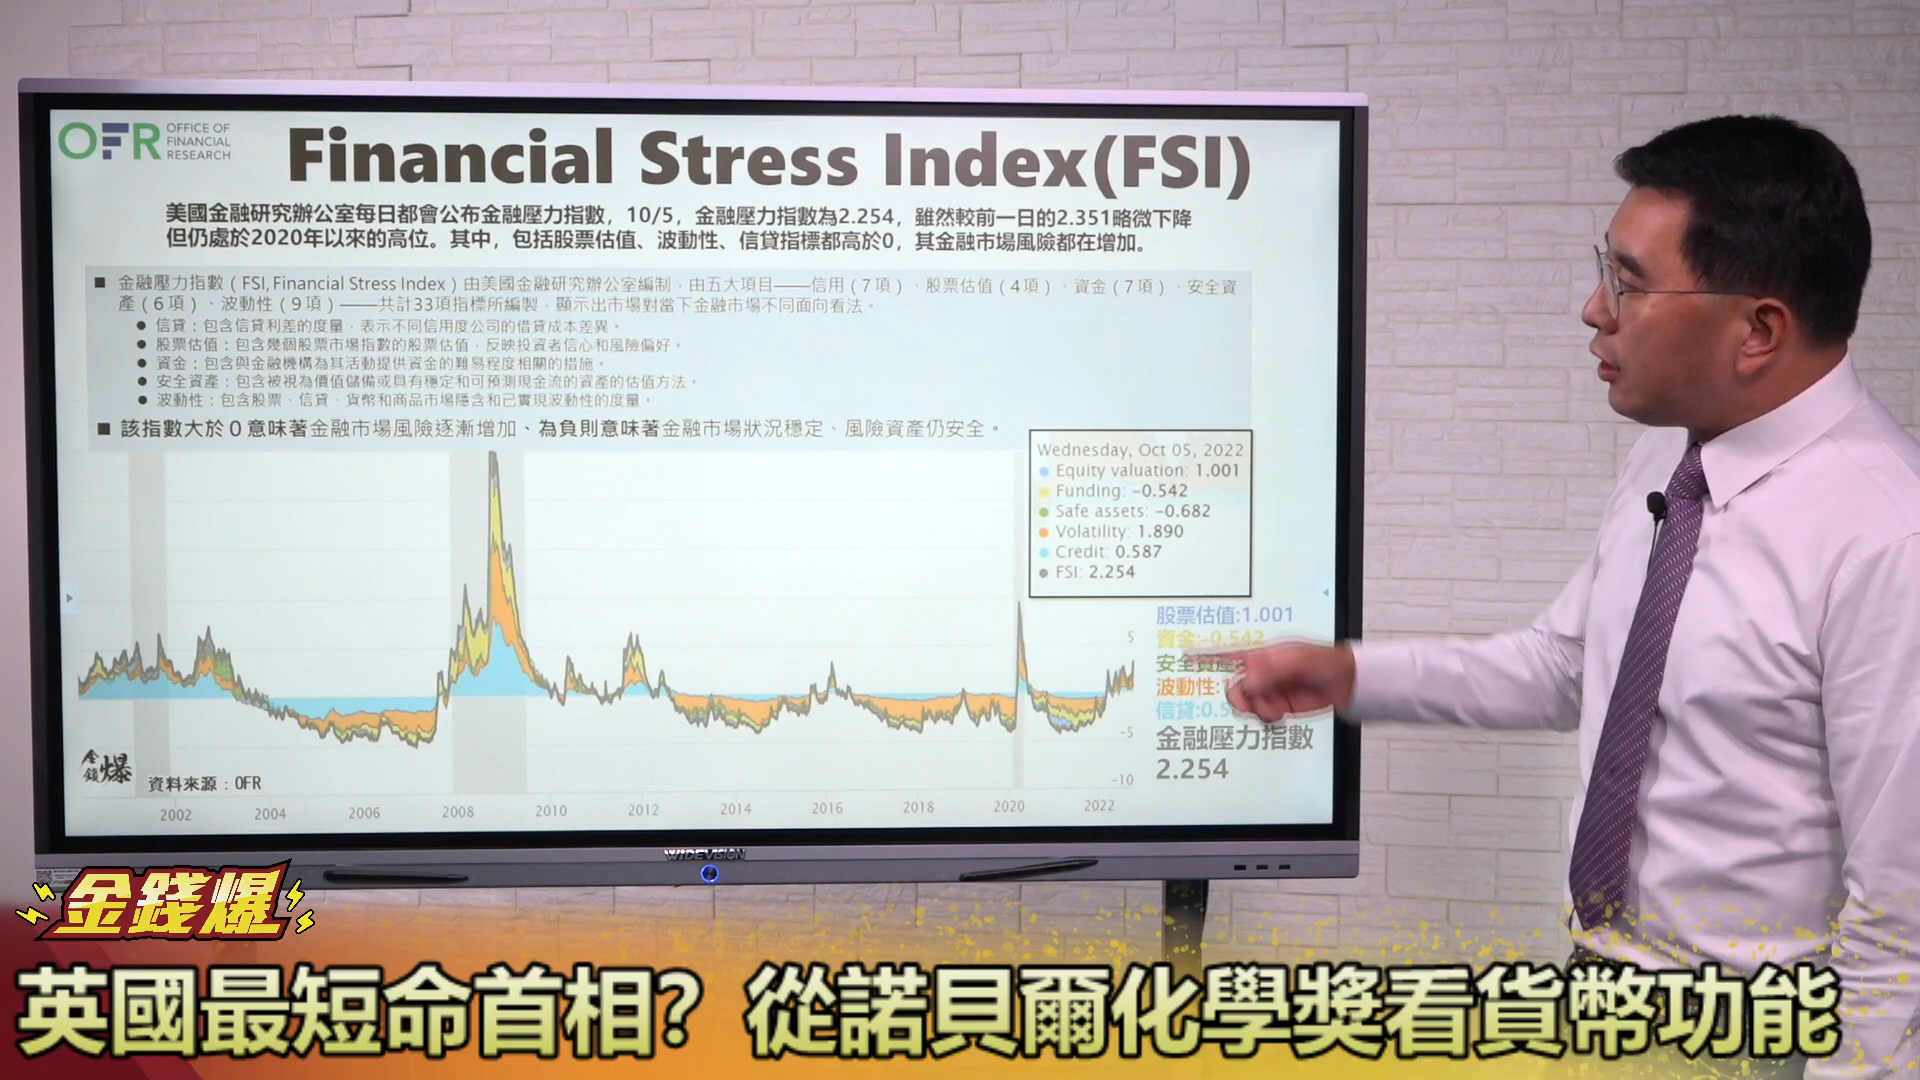 OFR OFFICE OF
FINANCIAL
RESEARCH
Financial Stress Index(FSI)
美國金融研究辦公室每日都會公布金融壓力指數，10/5，金融壓力指數為2.254，雖然較前一日的2.351略微下降
但仍處於2020年以來的高位。其中，包括股票估值、波動性、信貸指標都高於0，其金融市場風險都在增加。
■ 金融壓力指數（FSI, Financial Stress Index）由美國金融研究辦公室編制，由五大項目——信用（7項）、股票估值（4項）、資金（7項）、安全資
產（6項）、波動性（9項）——共計33項指標所編製，顯示出市場對當下金融市場不同面向看法。
● 信貸：包含信貸利差的度量，表示不同信用度公司的借貸成本差異。
● 股票估值：包含幾個股票市場指數的股票估值，反映投資者信心和風險偏好。
● 資金：包含與金融機構為其活動提供資金的難易程度相關的措施。
● 安全資產：包含被視為價值儲備或具有穩定和可預測現金流的資產的估值方法。
● 波動性：包含股票、信貸、貨幣和商品市場隱含和已實現波動性的度量。
■ 該指數大於０意味著金融市場風險逐漸增加、為負則意味著金融市場狀況穩定、風險資產仍安全。
Wednesday, Oct 05, 2022
● Equity valuation: 1.001
● Funding: -0.542
● Safe assets: -0.682
● Volatility: 1.890
● Credit: 0.587
● FSI: 2.254
股票估值:1.001
資金:-0.542
安全資產
波動性:
信貸:0.5
金融壓力指數
2.254
5
-5
-10
金錢爆
資料來源：OFR
2002 2004 2006 2008 2010 2012 2014 2016 2018 2020 2022
WIDEVISION
金錢爆
英國最短命首相？從諾貝爾化學獎看貨幣功能